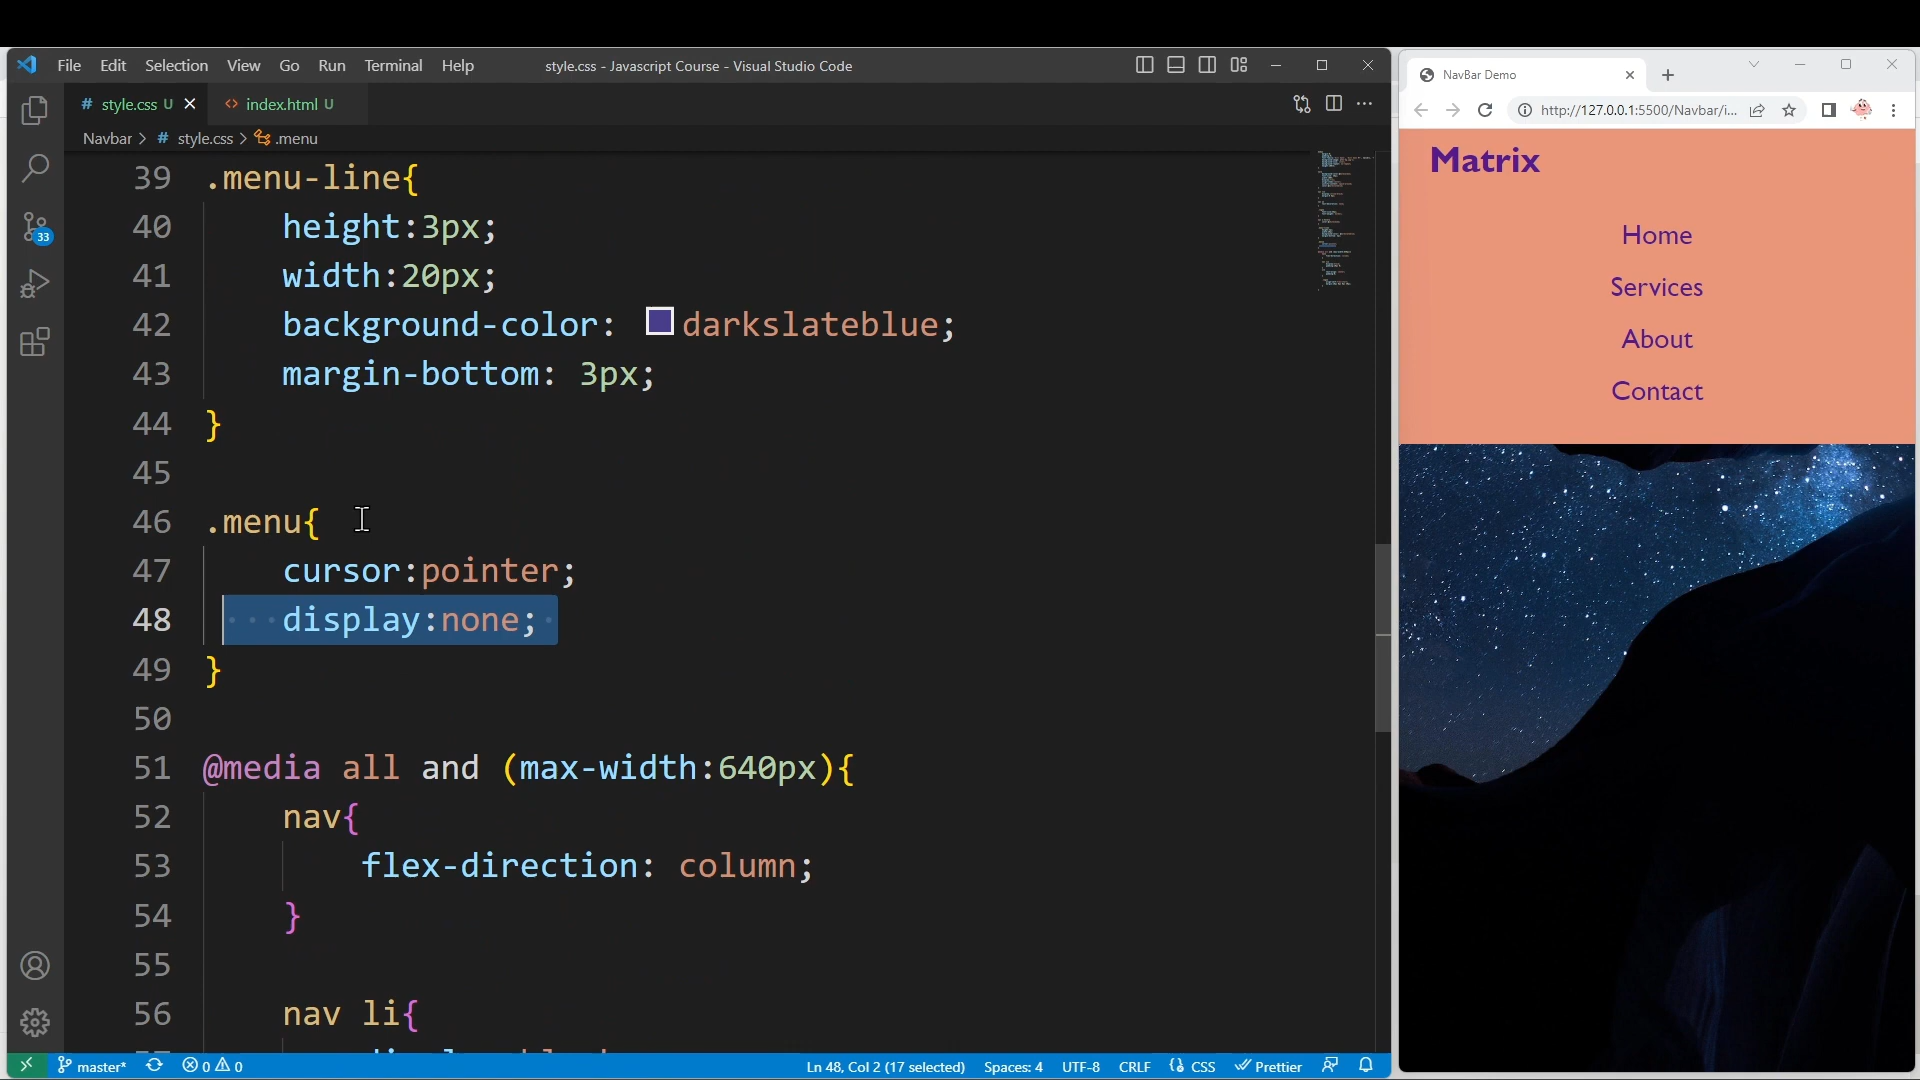 File Edit Selection View Go Run Terminal Help
style.css - Javascript Course - Visual Studio Code
# style.css U
<> index.html U
Navbar > # style.css > .menu
39 .menu-line{
40 height:3px;
41 width:20px;
42 background-color: darkslateblue;
43 margin-bottom: 3px;
44 }
45
46 .menu{
47 cursor:pointer;
48 display:none;
49 }
50
51 @media all and (max-width:640px){
52 nav{
53 flex-direction: column;
54 }
55
56 nav li{
33
master*
0 0
Ln 48, Col 2 (17 selected)
Spaces: 4
UTF-8
CRLF
{} CSS
Prettier
NavBar Demo
http://127.0.0.1:5500/Navbar/i...
Matrix
Home
Services
About
Contact